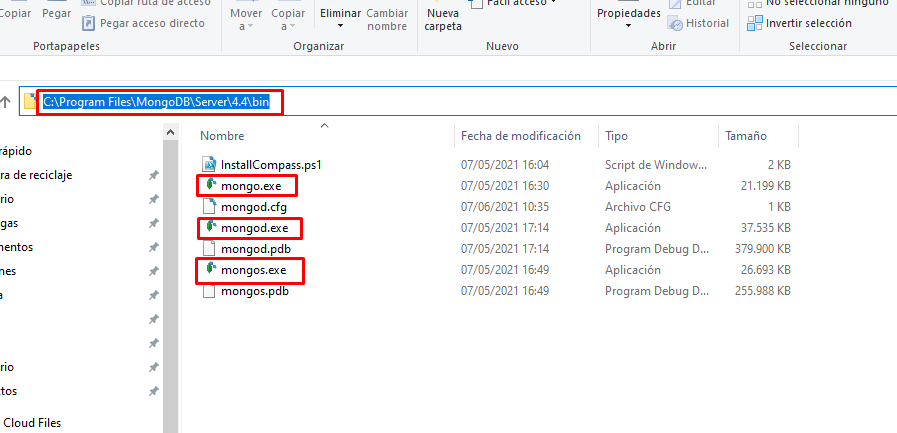 Copiar Pegar Copiar ruta de acceso Mover Copiar Eliminar Cambiar Nueva Fácil acceso Propiedades Editar No seleccionar ninguno
Pegar acceso directo a a nombre carpeta Historial Invertir selección
Portapapeles Organizar Nuevo Abrir Seleccionar
C:\Program Files\MongoDB\Server\4.4\bin
Nombre Fecha de modificación Tipo Tamaño
rápido
InstallCompass.ps1 07/05/2021 16:04 Script de Window... 2 KB
ra de reciclaje
mongo.exe 07/05/2021 16:30 Aplicación 21.199 KB
rio
mongod.cfg 07/06/2021 10:35 Archivo CFG 1 KB
gas
mongod.exe 07/05/2021 17:14 Aplicación 37.535 KB
mentos
mongod.pdb 07/05/2021 17:14 Program Debug D... 379.900 KB
nes
mongos.exe 07/05/2021 16:49 Aplicación 26.693 KB
a
mongos.pdb 07/05/2021 16:49 Program Debug D... 255.988 KB
rio
ctos
Cloud Files